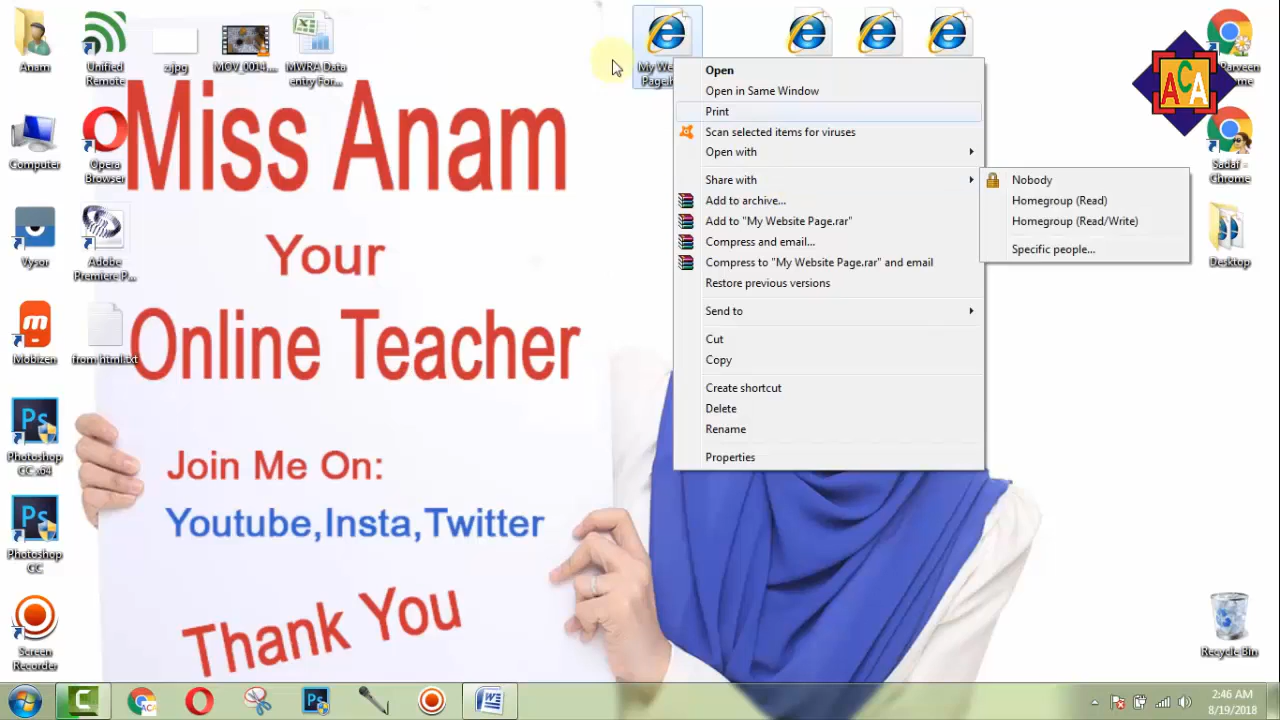 Anam
Unified Remote
z.jpg
MOV_0014....
MWRA Data entry For...
Computer
Opera Browser
Vysor
Adobe Premiere P...
Mobizen
from html.txt
Photoshop CC x64
Photoshop CC
Screen Recorder
Miss Anam
Your
Online Teacher
Join Me On:
Youtube,Insta,Twitter
Thank You
Open
Open in Same Window
Print
Scan selected items for viruses
Open with
Share with
Add to archive...
Add to "My Website Page.rar"
Compress and email...
Compress to "My Website Page.rar" and email
Restore previous versions
Send to
Cut
Copy
Create shortcut
Delete
Rename
Properties
Nobody
Homegroup (Read)
Homegroup (Read/Write)
Specific people...
ACA
Sadaf - Chrome
Desktop
Recycle Bin
2:46 AM
8/19/2018